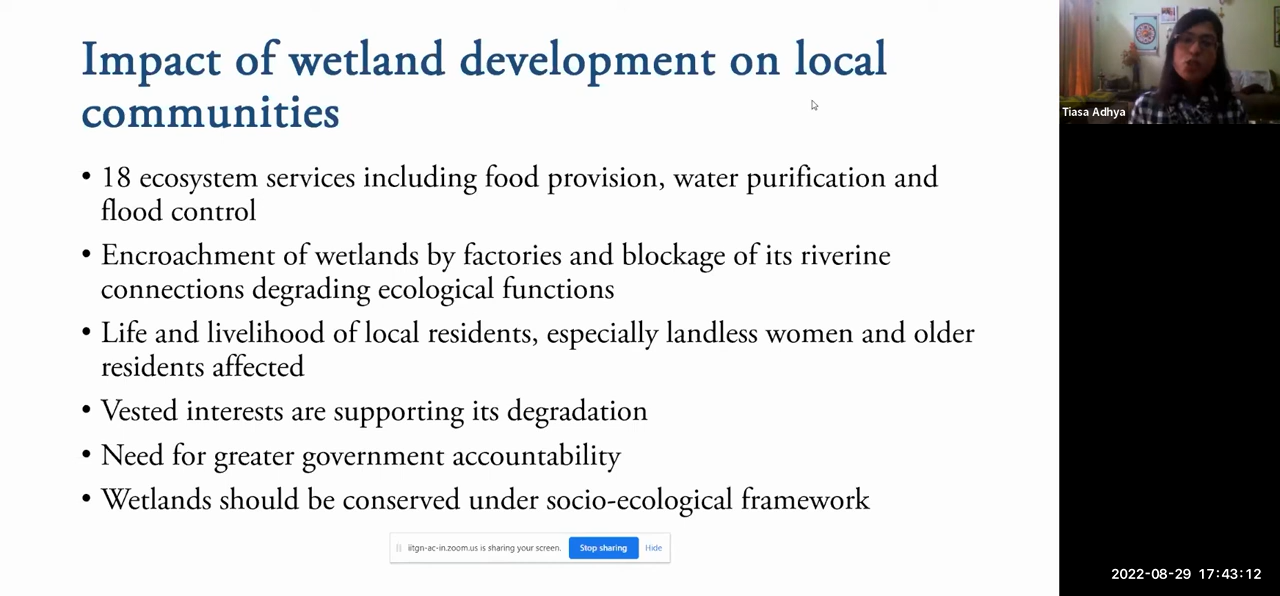 Impact of wetland development on local
communities
• 18 ecosystem services including food provision, water purification and
flood control
• Encroachment of wetlands by factories and blockage of its riverine
connections degrading ecological functions
• Life and livelihood of local residents, especially landless women and older
residents affected
• Vested interests are supporting its degradation
• Need for greater government accountability
• Wetlands should be conserved under socio-ecological framework
iitgn-ac-in.zoom.us is sharing your screen. Stop sharing Hide
Tiasa Adhya
2022-08-29 17:43:12